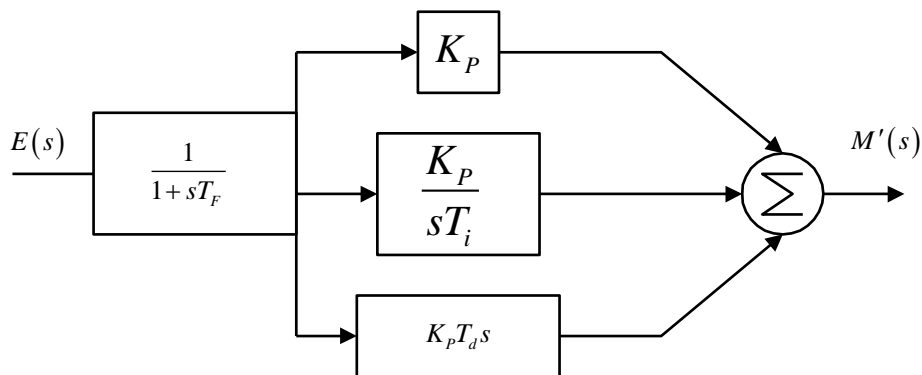 K_P
E(s)
1/(1 + sT_F)
K_P/(sT_i)
∑
M'(s)
K_P T_d s